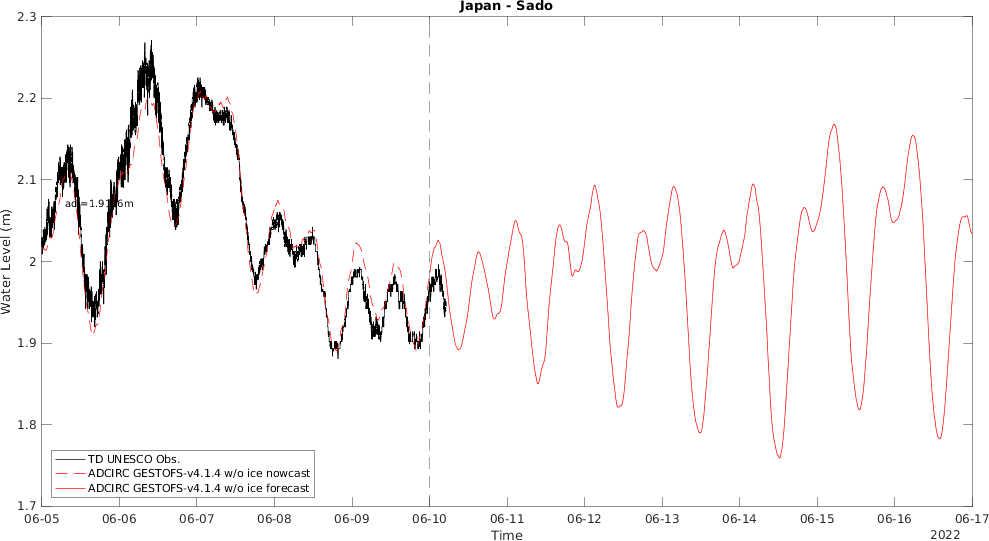 Japan - Sado
2.3
2.2
2.1
2
1.9
1.8
1.7
Water Level (m)
TD UNESCO Obs.
ADCIRC GESTOFS-v4.1.4 w/o ice nowcast
ADCIRC GESTOFS-v4.1.4 w/o ice forecast
06-05 06-06 06-07 06-08 06-09 06-10 06-11 06-12 06-13 06-14 06-15 06-16 06-17
Time
2022